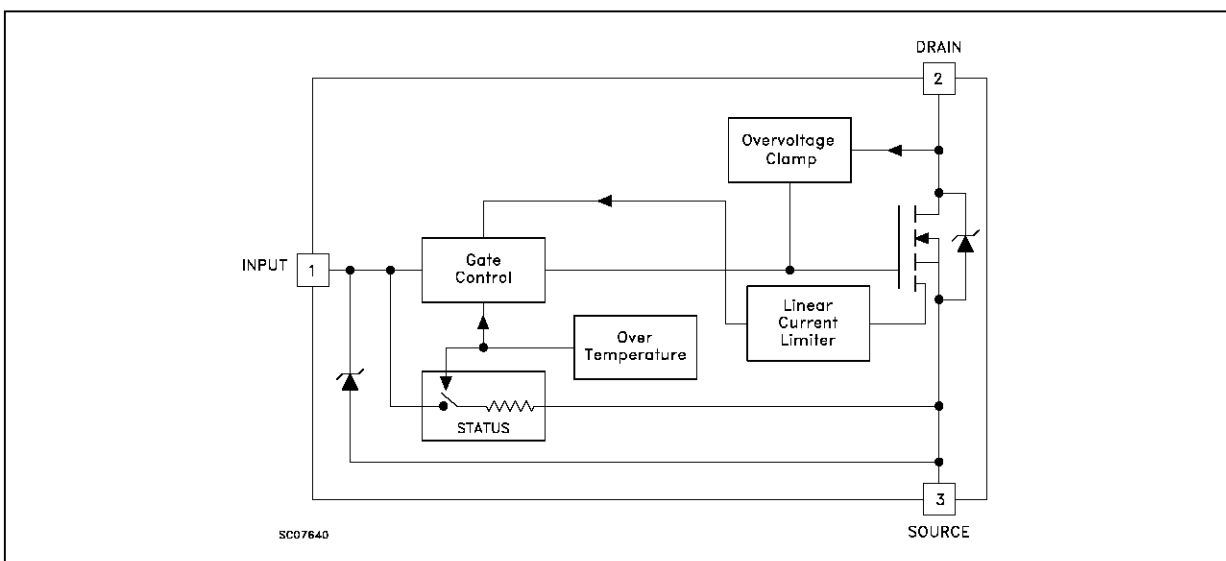 DRAIN
2
Overvoltage
Clamp
INPUT
1
Gate
Control
Linear
Current
Limiter
Over
Temperature
STATUS
3
SC07640
SOURCE